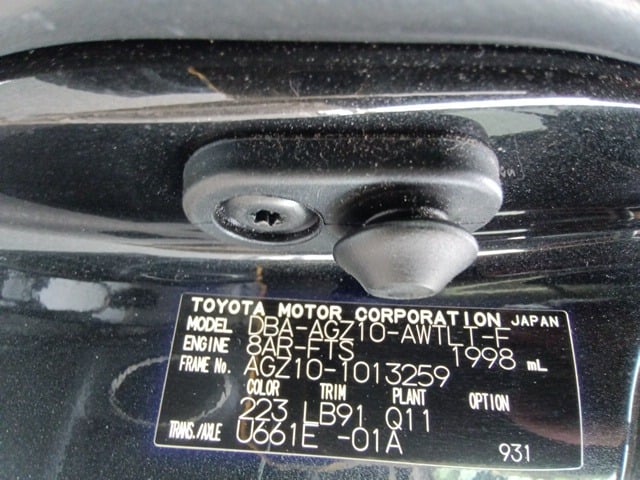 TOYOTA MOTOR CORPORATION JAPAN
MODEL DBA-AGZ10-AWTLT-F
ENGINE 8AR-FTS 1998 mL
FRAME No. AGZ10-1013259
COLOR TRIM PLANT OPTION
223 LB91 Q11
TRANS./AXLE U661E -01A 931